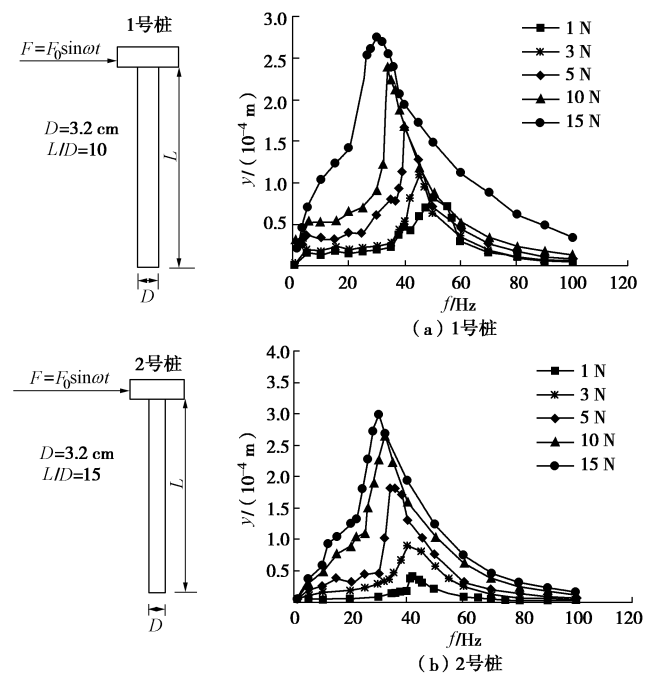 1号桩
F=F₀sinωt
D=3.2 cm
L/D=10
L
D
y/(10⁻⁴ m)
3.0
2.5
2.0
1.5
1.0
0.5
0 20 40 60 80 100 120
f/Hz
1 N
3 N
5 N
10 N
15 N
(a)1号桩
2号桩
F=F₀sinωt
D=3.2 cm
L/D=15
L
D
y/(10⁻⁴ m)
4.0
3.5
3.0
2.5
2.0
1.5
1.0
0.5
0 20 40 60 80 100 120
f/Hz
1 N
3 N
5 N
10 N
15 N
(b)2号桩